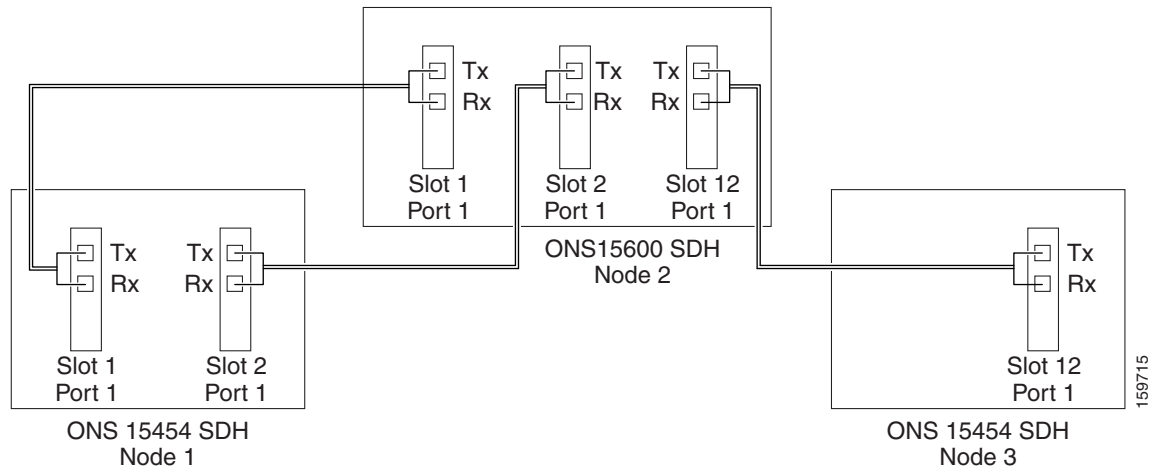 Tx
Tx
Tx
Rx
Rx
Rx
Slot 1
Port 1
Slot 2
Port 1
Slot 12
Port 1
ONS15600 SDH
Node 2
Tx
Rx
Slot 1
Port 1
Tx
Rx
Slot 2
Port 1
ONS 15454 SDH
Node 1
Tx
Rx
Slot 12
Port 1
ONS 15454 SDH
Node 3
159715